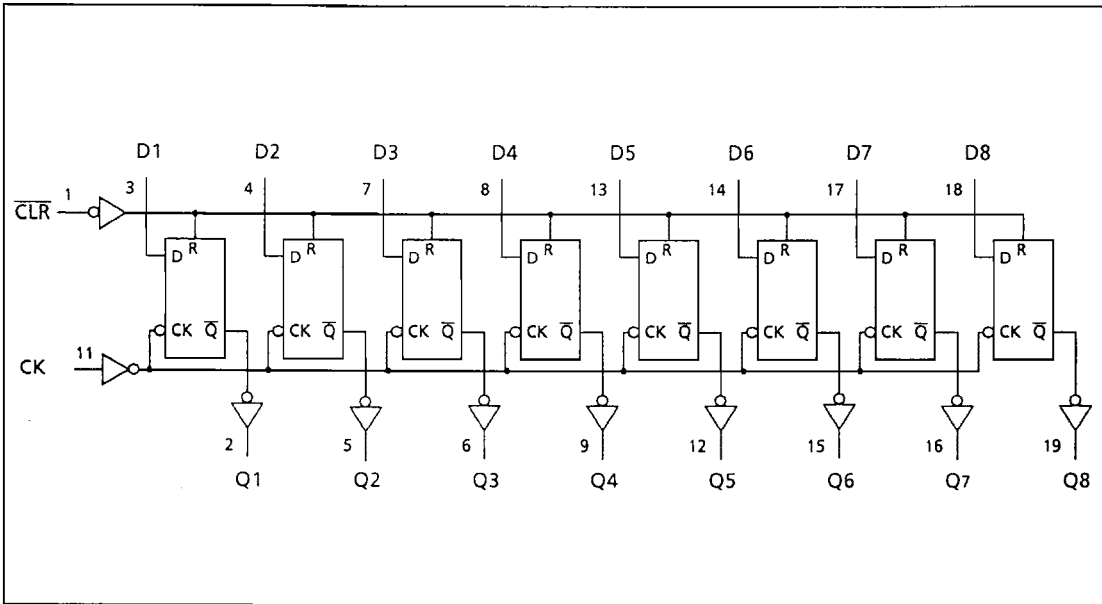 D1 D2 D3 D4 D5 D6 D7 D8
3 4 7 8 13 14 17 18
C̅L̅R̅ 1
R R R R R R R R
D D D D D D D D
CK Q̅ CK Q̅ CK Q̅ CK Q̅ CK Q̅ CK Q̅ CK Q̅ CK Q̅
CK 11
2 5 6 9 12 15 16 19
Q1 Q2 Q3 Q4 Q5 Q6 Q7 Q8